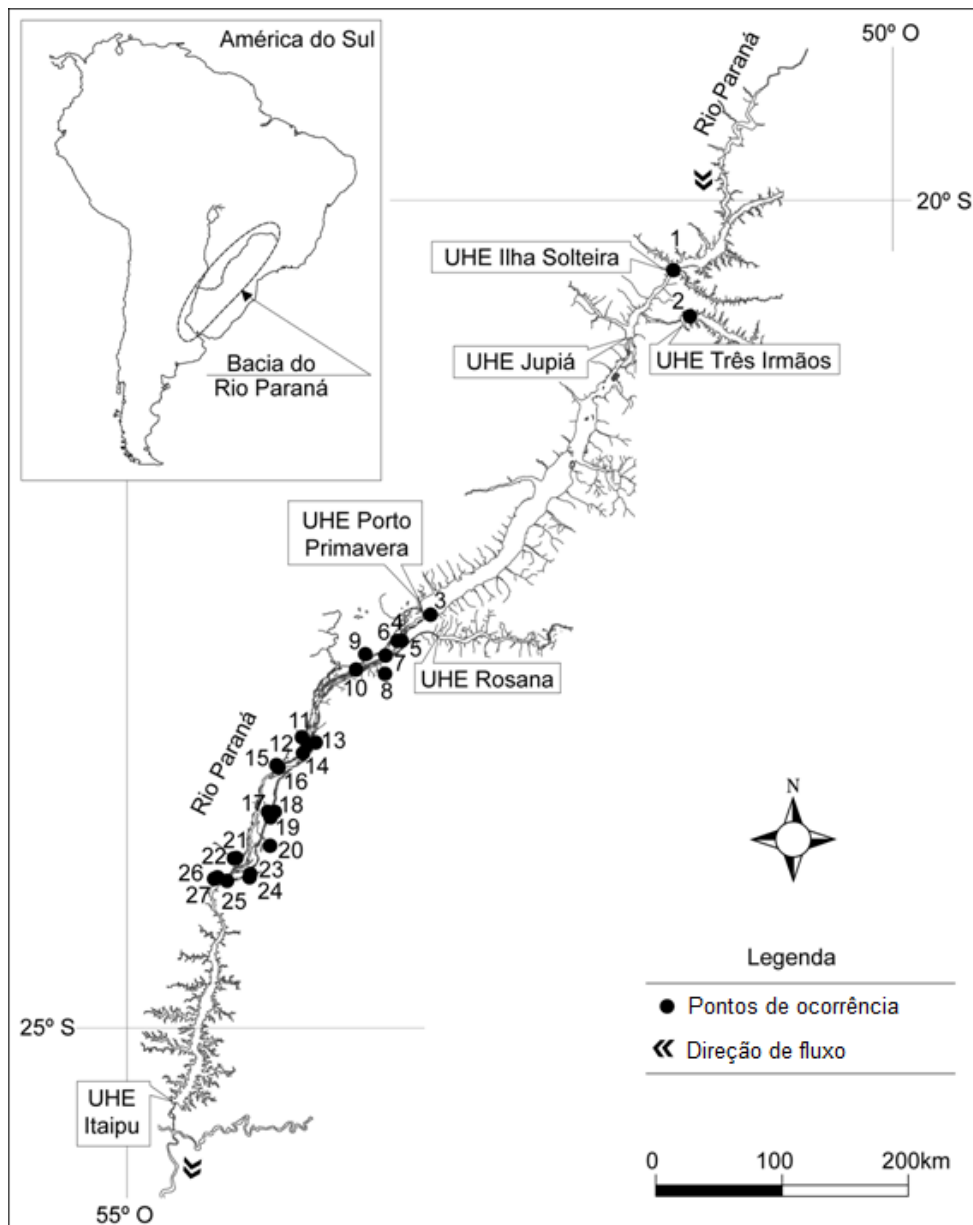 América do Sul
50º O
Rio Paraná
20º S
1
UHE Ilha Solteira
2
UHE Jupiá
UHE Três Irmãos
Bacia do
Rio Paraná
UHE Porto
Primavera
3
4
6
5
9
7
UHE Rosana
10
8
Rio Paraná
11
12
13
15
14
16
N
17
18
19
21
20
22
23
26
24
27
25
Legenda
Pontos de ocorrência
25º S
Direção de fluxo
UHE
Itaipu
0
100
200km
55º O